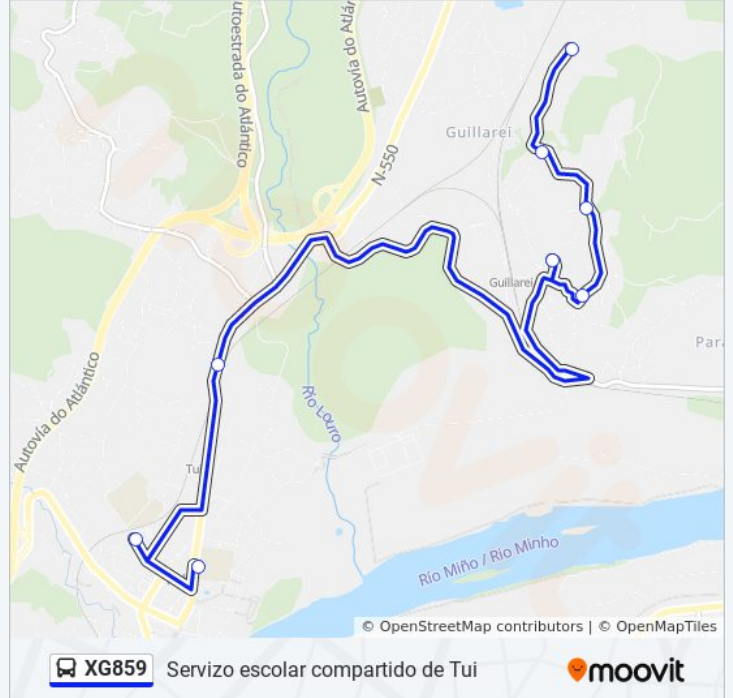 Autoestrada do Atlántico
Autovía do Atlántico
N-550
Guillarei
Guillarei
Autovía do Atlántico
Río Louro
Tui
Río Miño / Rio Minho
© OpenStreetMap contributors | © OpenMapTiles
XG859 Servizo escolar compartido de Tui
moovit